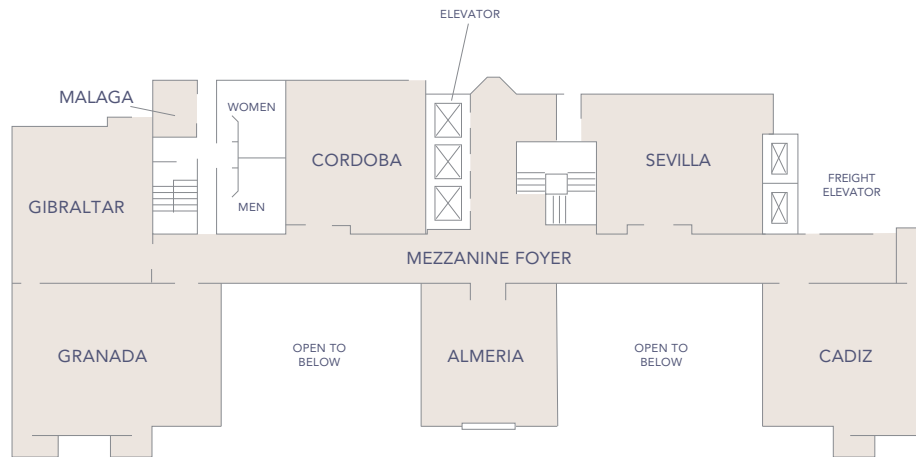 ELEVATOR
MALAGA
WOMEN
CORDOBA
SEVILLA
FREIGHT
ELEVATOR
GIBRALTAR
MEN
MEZZANINE FOYER
GRANADA
OPEN TO
BELOW
ALMERIA
OPEN TO
BELOW
CADIZ